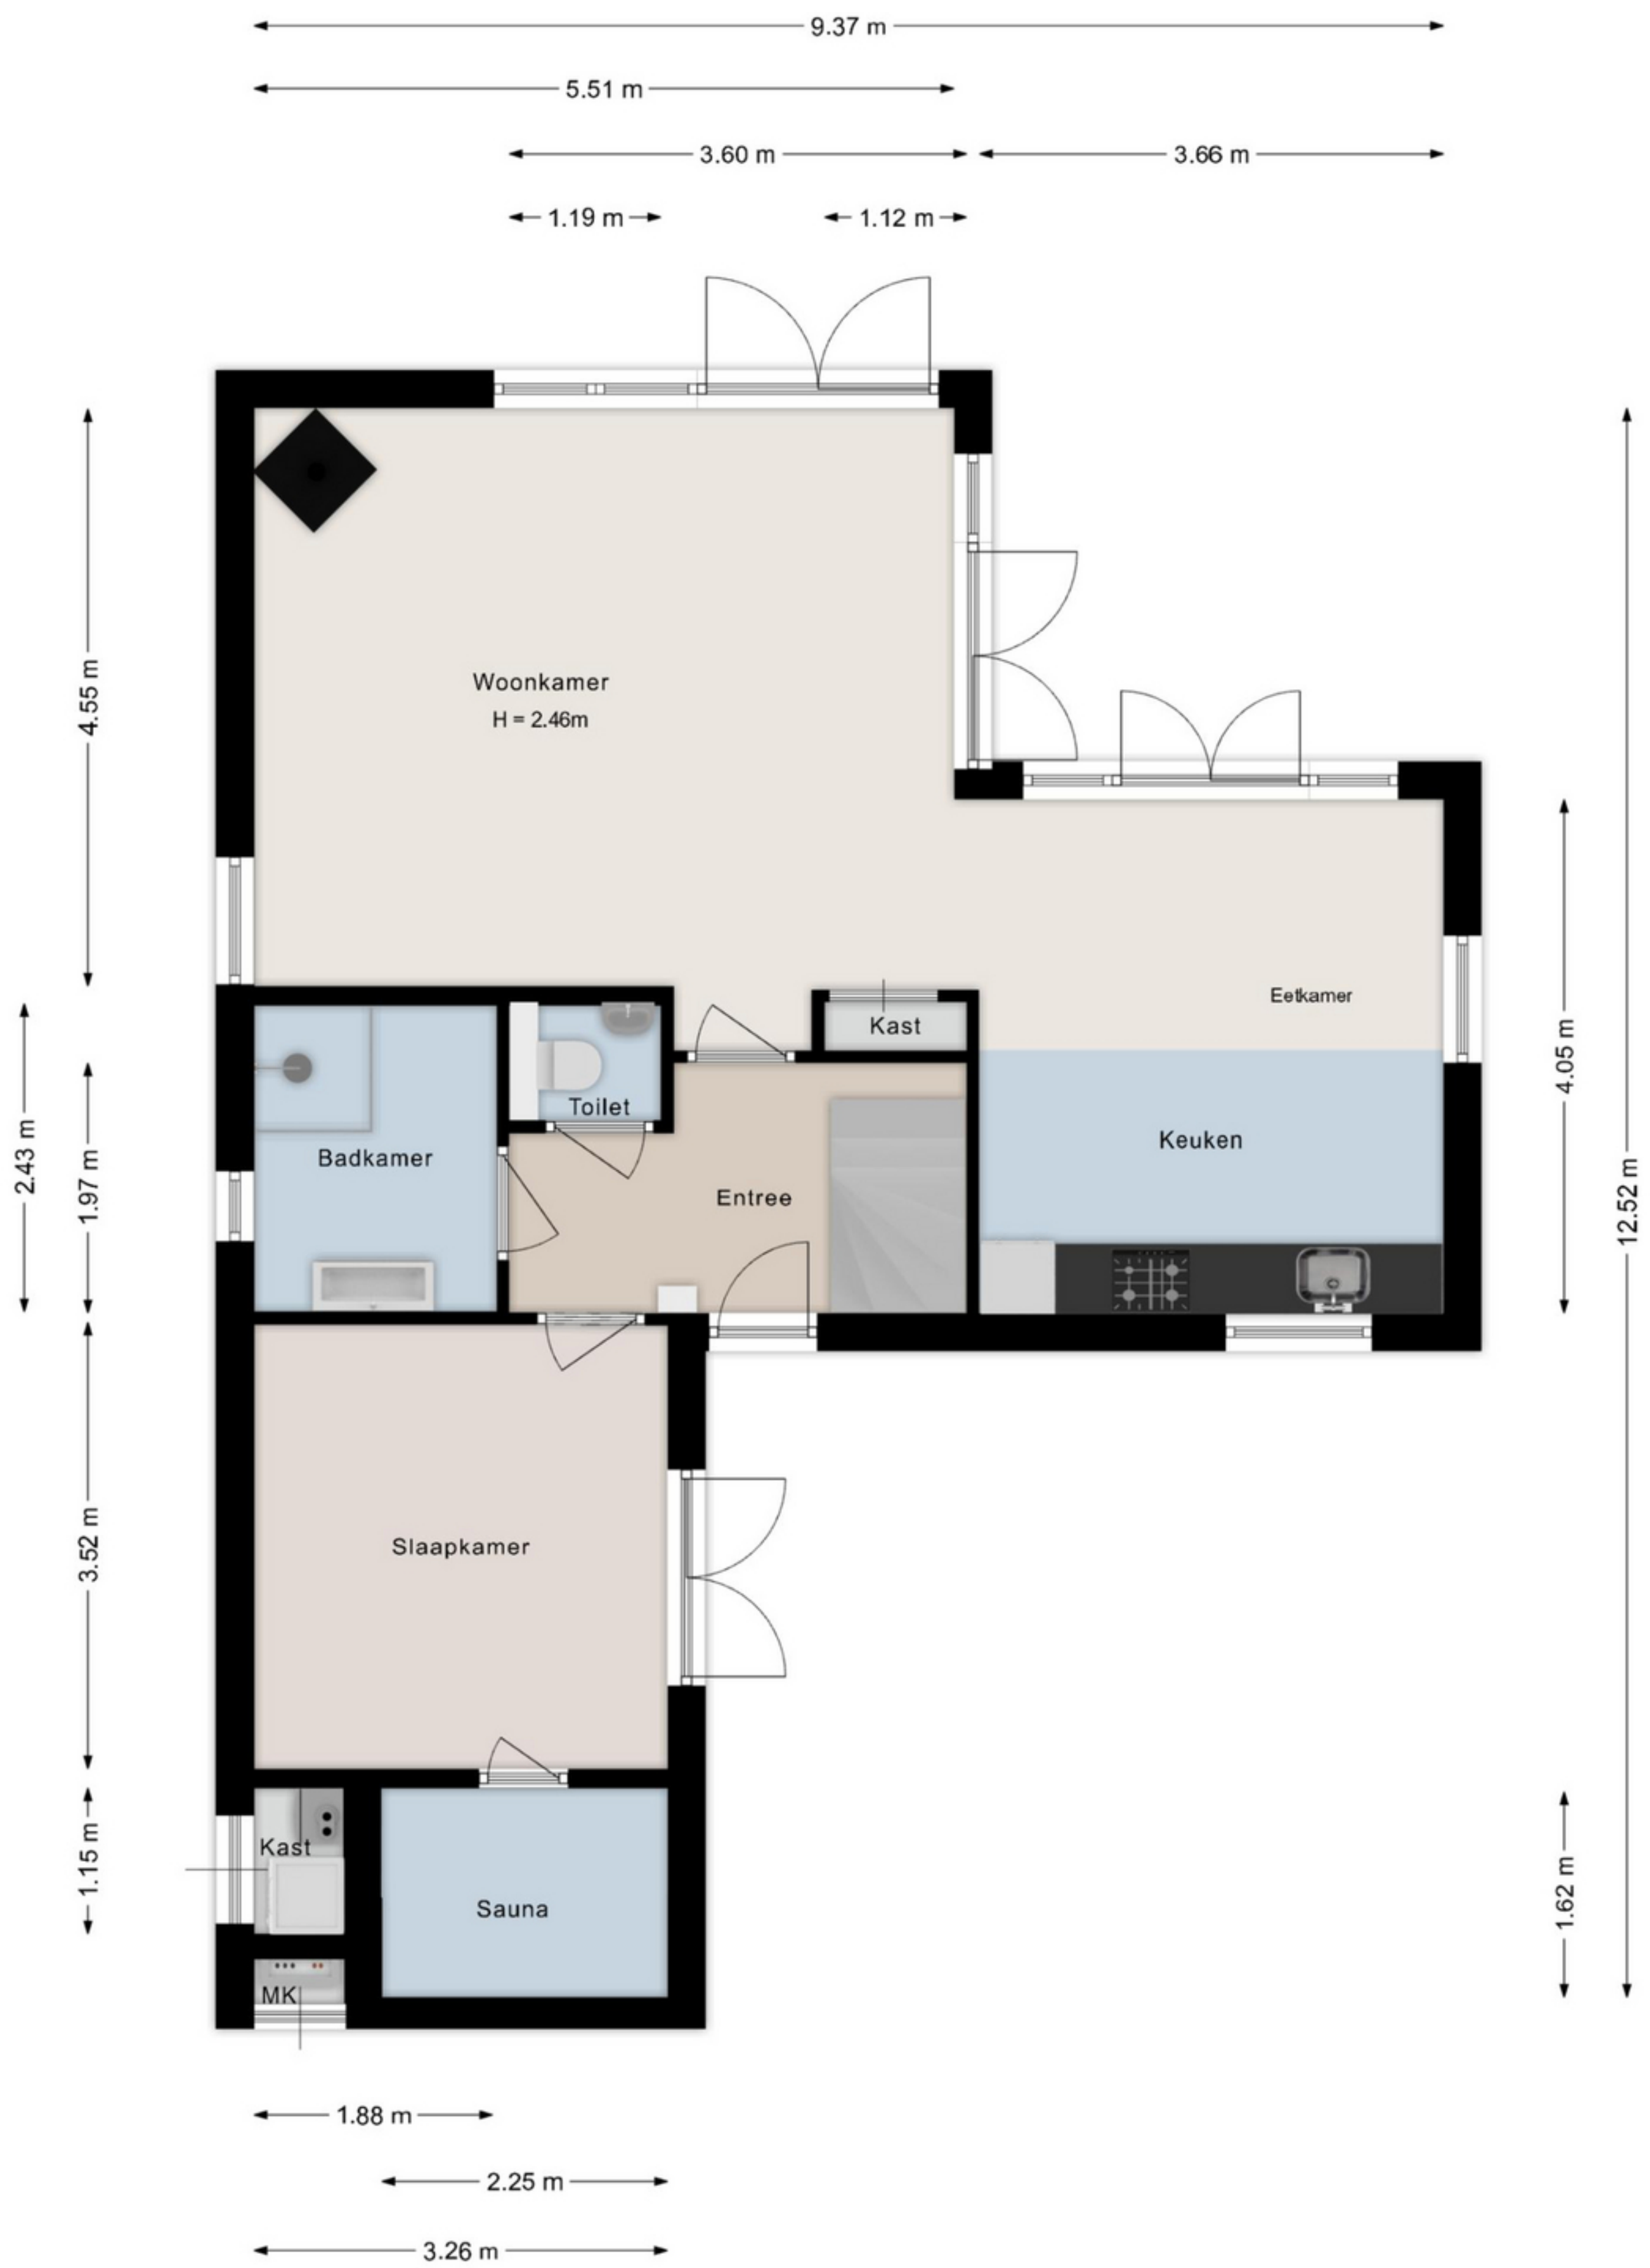 9.37 m
5.51 m
3.60 m
3.66 m
1.19 m
1.12 m
4.55 m
Woonkamer
H = 2.46m
Eetkamer
Kast
4.05 m
2.43 m
1.97 m
Toilet
Badkamer
Keuken
Entree
12.52 m
3.52 m
Slaapkamer
1.15 m
Kast
Sauna
1.62 m
MK
1.88 m
2.25 m
3.26 m